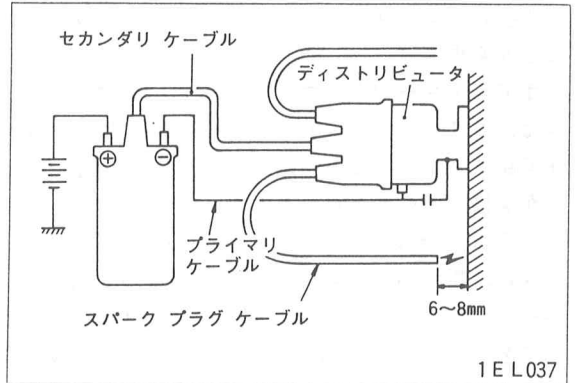 セカンダリ ケーブル
ディストリビュータ
⊕
⊖
プライマリ
ケーブル
スパーク プラグ ケーブル
6〜8mm
1EL037